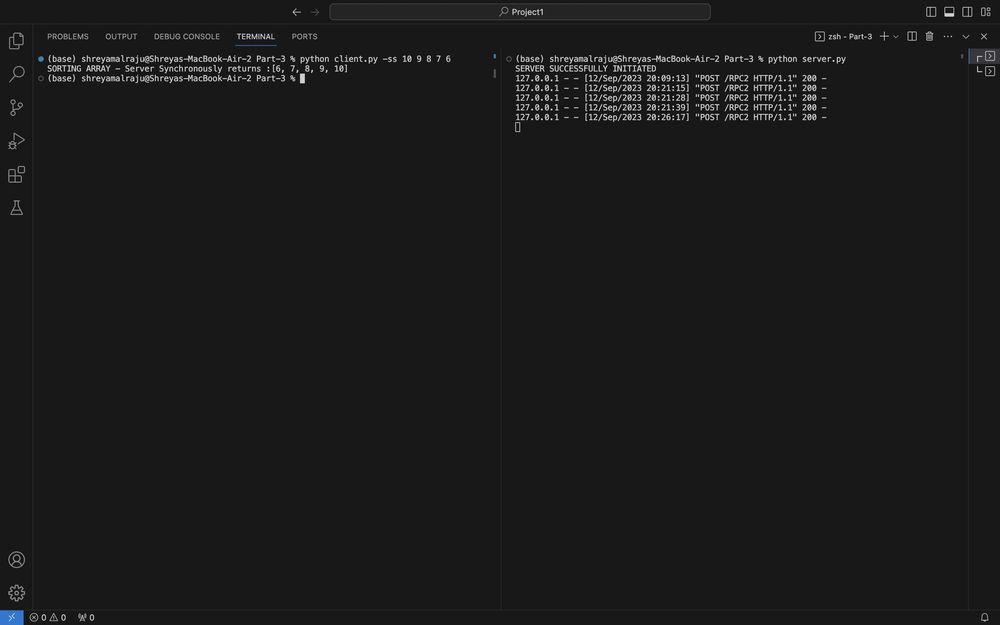 Project1
PROBLEMS OUTPUT DEBUG CONSOLE TERMINAL PORTS zsh - Part-3
(base) shreyamalraju@Shreyas-MacBook-Air-2 Part-3 % python client.py -ss 10 9 8 7 6
SORTING ARRAY - Server Synchronously returns :[6, 7, 8, 9, 10]
(base) shreyamalraju@Shreyas-MacBook-Air-2 Part-3 %
(base) shreyamalraju@Shreyas-MacBook-Air-2 Part-3 % python server.py
SERVER SUCCESSFULLY INITIATED
127.0.0.1 - - [12/Sep/2023 20:09:13] "POST /RPC2 HTTP/1.1" 200 -
127.0.0.1 - - [12/Sep/2023 20:21:15] "POST /RPC2 HTTP/1.1" 200 -
127.0.0.1 - - [12/Sep/2023 20:21:28] "POST /RPC2 HTTP/1.1" 200 -
127.0.0.1 - - [12/Sep/2023 20:21:39] "POST /RPC2 HTTP/1.1" 200 -
127.0.0.1 - - [12/Sep/2023 20:26:17] "POST /RPC2 HTTP/1.1" 200 -
0 0 0